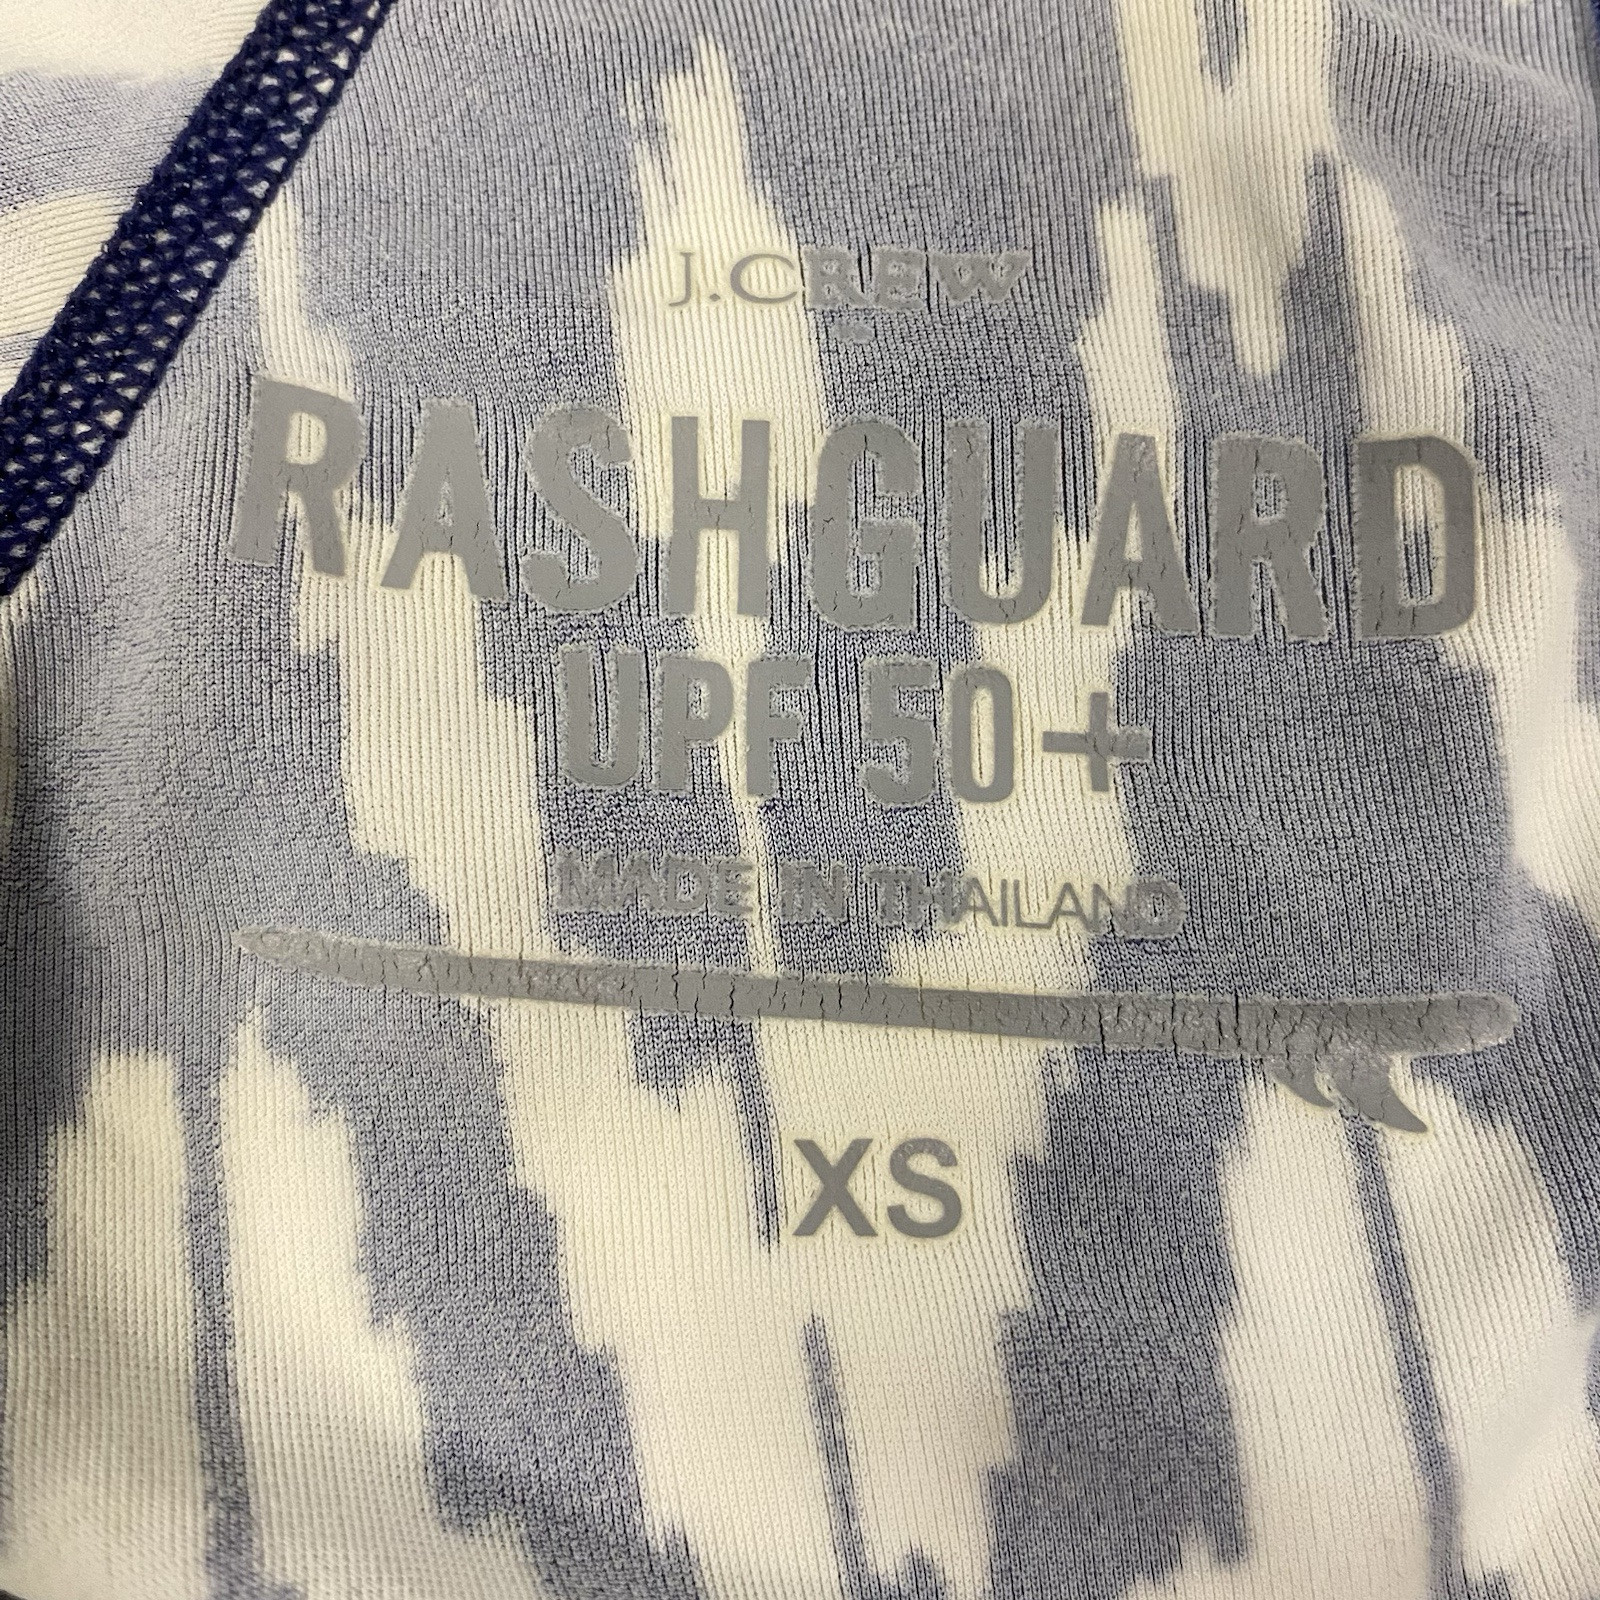 J.CREW
RASHGUARD
UPF 50+
MADE IN THAILAND
XS